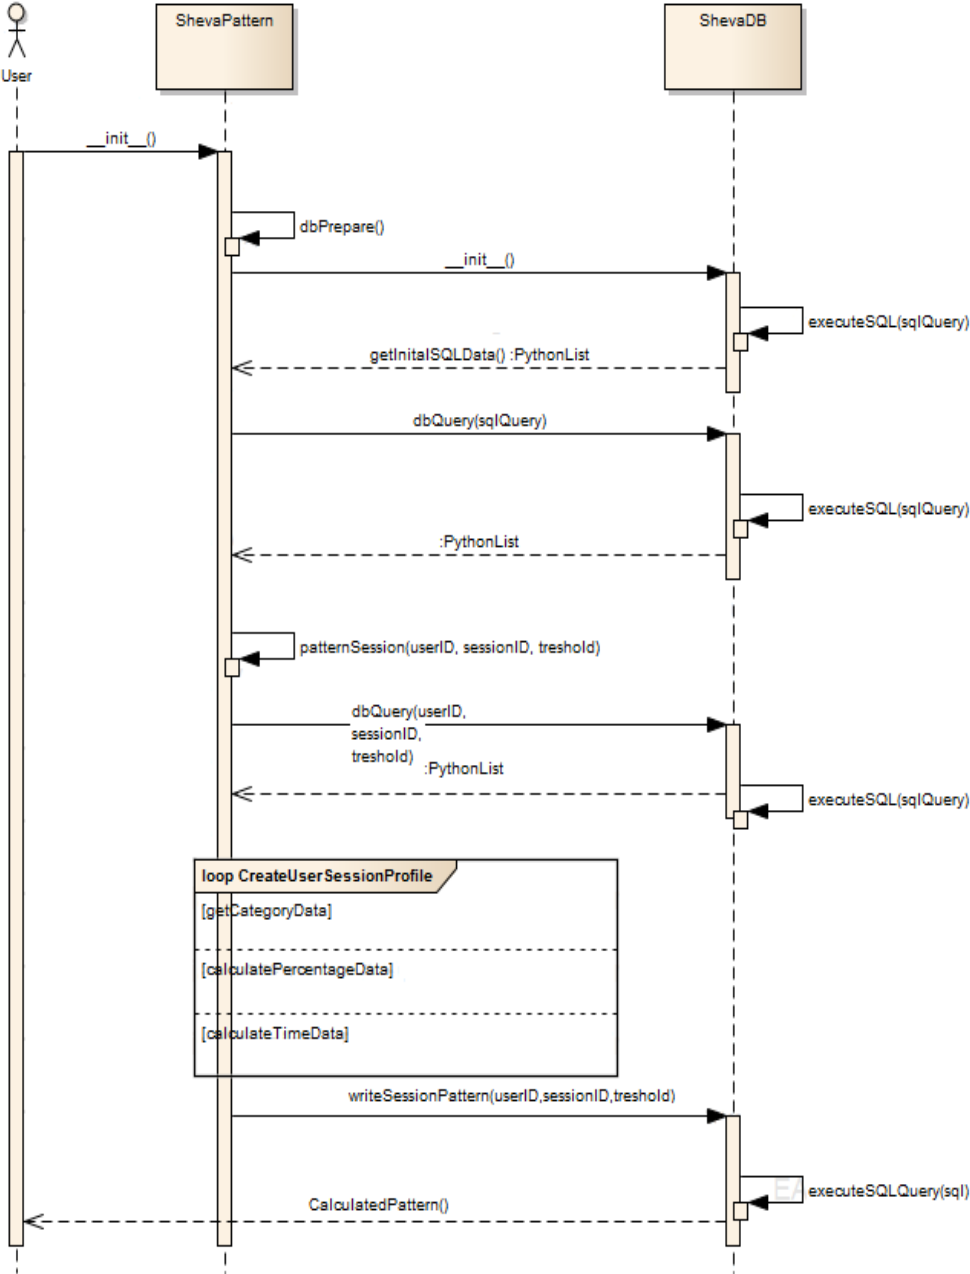 User
ShevaPattern
ShevaDB
__init__()
dbPrepare()
__init__()
executeSQL(sqlQuery)
getInitalSQLData() :PythonList
dbQuery(sqlQuery)
executeSQL(sqlQuery)
:PythonList
patternSession(userID, sessionID, treshold)
dbQuery(userID,
sessionID,
treshold)
:PythonList
executeSQL(sqlQuery)
loop CreateUserSessionProfile
[getCategoryData]
[calculatePercentageData]
[calculateTimeData]
writeSessionPattern(userID,sessionID,treshold)
EA
executeSQLQuery(sql)
CalculatedPattern()